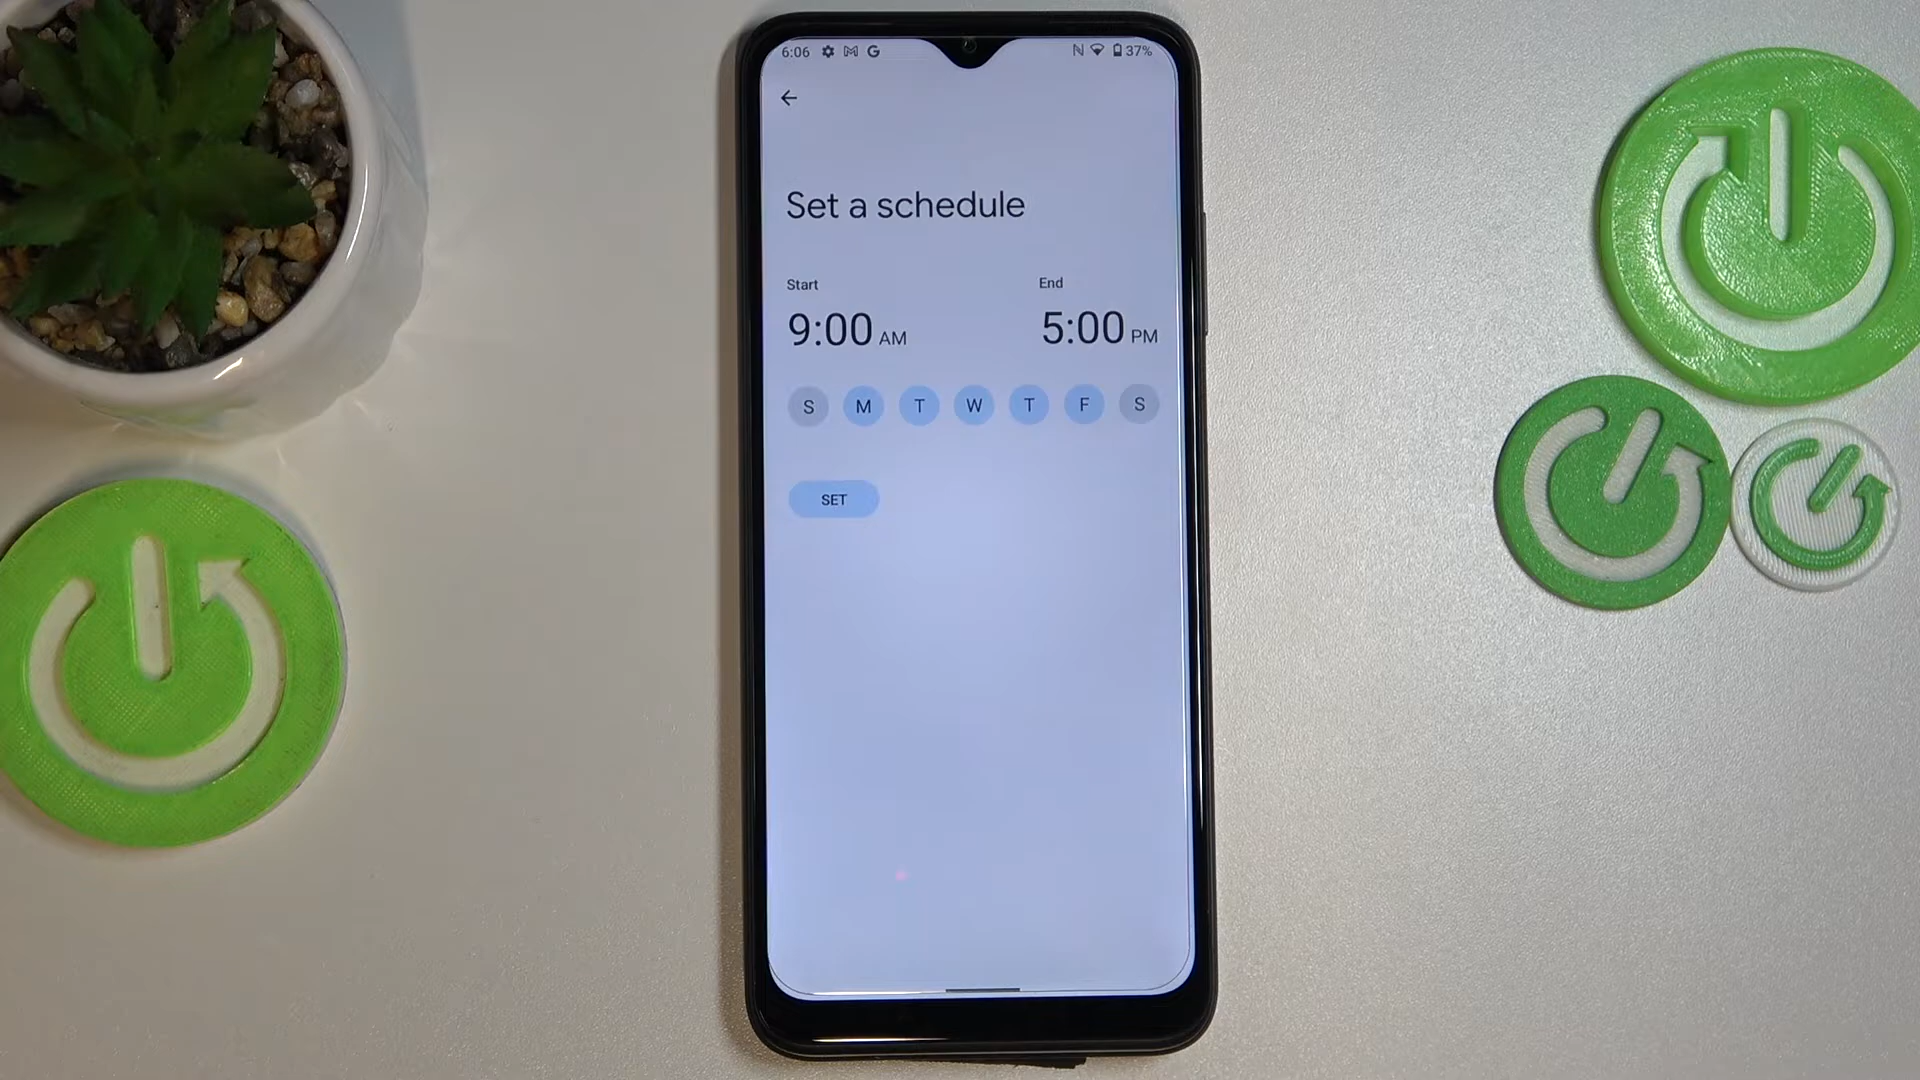 6:06 37%
Set a schedule
Start End
9:00 AM 5:00 PM
S M T W T F S
SET